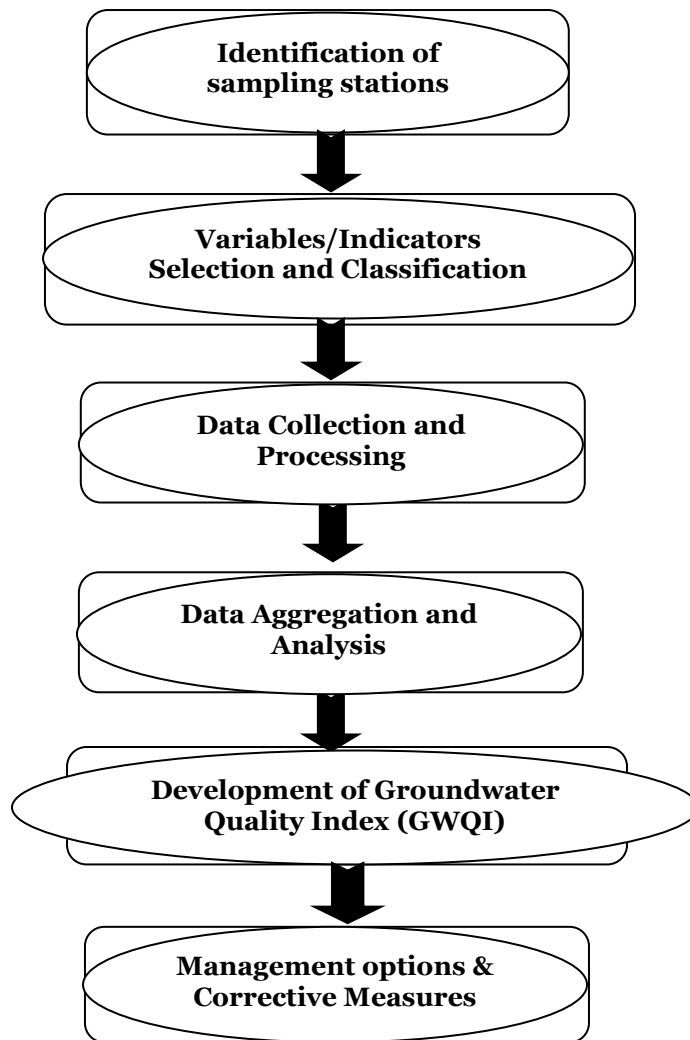 Identification of
sampling stations
Variables/Indicators
Selection and Classification
Data Collection and
Processing
Data Aggregation and
Analysis
Development of Groundwater
Quality Index (GWQI)
Management options &
Corrective Measures